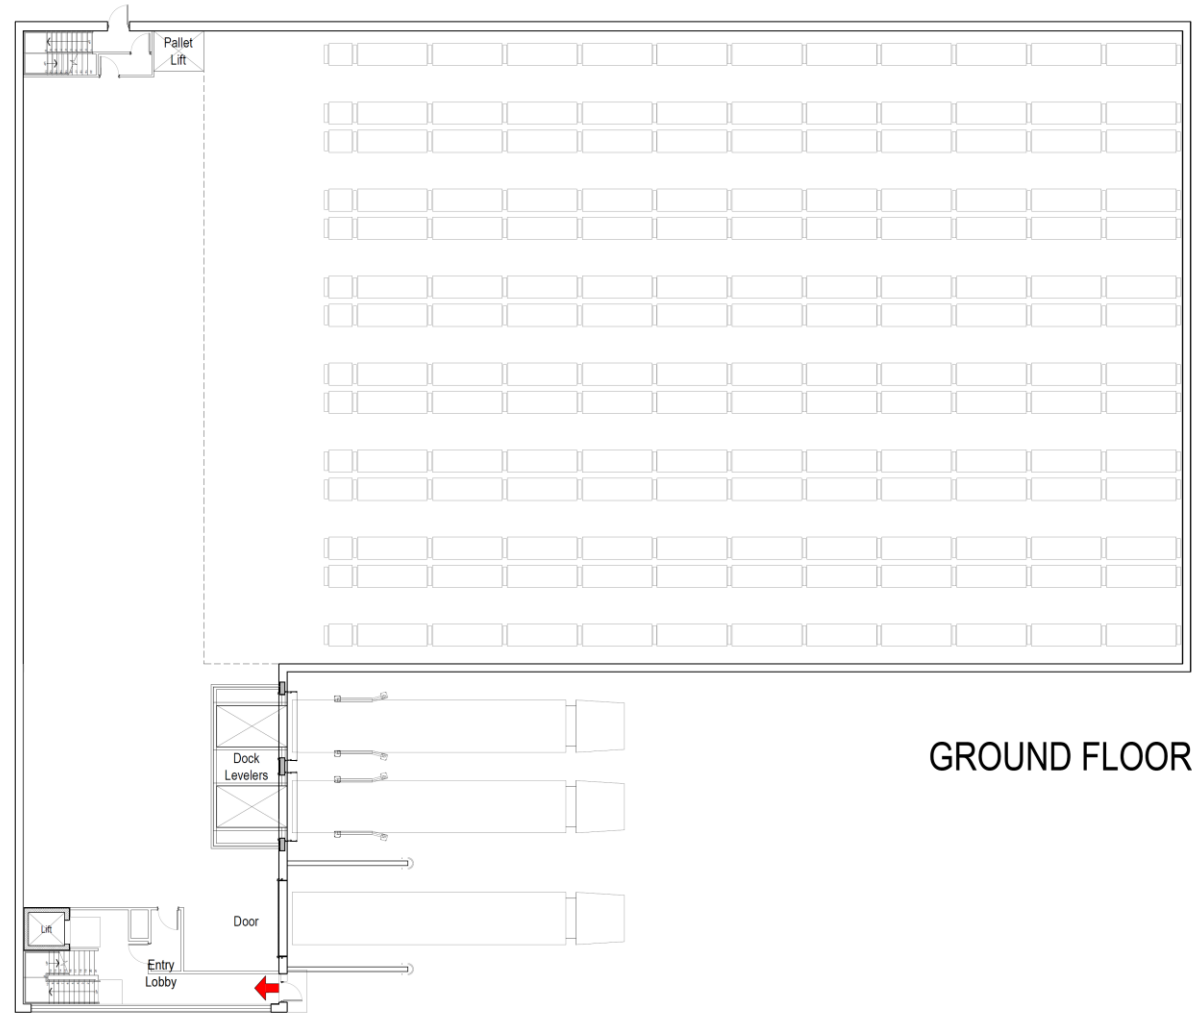 Pallet
Lift
Dock
Levelers
GROUND FLOOR
Door
Lift
Entry
Lobby